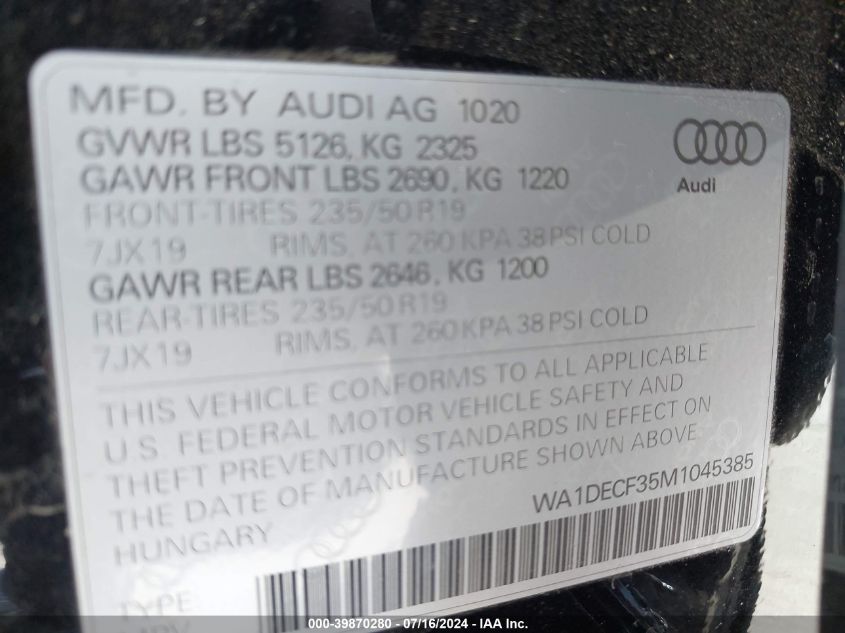 MFD. BY AUDI AG 1020
GVWR LBS 5126, KG 2325
GAWR FRONT LBS 2690, KG 1220
FRONT-TIRES 235/50 R19
7JX19 RIMS, AT 260 KPA 38 PSI COLD
GAWR REAR LBS 2646, KG 1200
REAR-TIRES 235/50 R19
7JX19 RIMS, AT 260 KPA 38 PSI COLD
Audi
THIS VEHICLE CONFORMS TO ALL APPLICABLE
U.S. FEDERAL MOTOR VEHICLE SAFETY AND
THEFT PREVENTION STANDARDS IN EFFECT ON
THE DATE OF MANUFACTURE SHOWN ABOVE.
HUNGARY WA1DECF35M1045385
TYPE
000-39870280 - 07/16/2024 - IAA Inc.